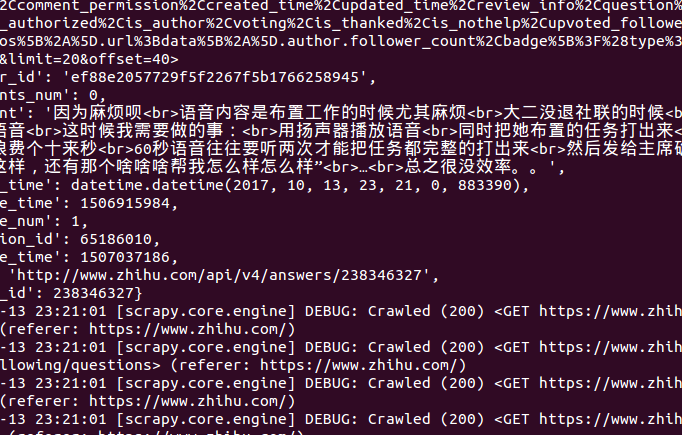 2Ccomment_permission%2Ccreated_time%2Cupdated_time%2Creview_info%2Cquestion%
_authorized%2Cis_author%2Cvoting%2Cis_thanked%2Cis_nothelp%2Cupvoted_followe
os%5B%2A%5D.url%3Bdata%5B%2A%5D.author.follower_count%2Cbadge%5B%3F%28type%3
&limit=20&offset=40>
r_id': 'ef88e2057729f5f2267f5b1766258945',
nts_num': 0,
nt': '因为麻烦呗<br>语音内容是布置工作的时候尤其麻烦<br>大二没退社联的时候<br
语音<br>这时候我需要做的事：<br>用扬声器播放语音<br>同时把她布置的任务打出来<
浪费个十来秒<br>60秒语音往往要听两次才能把任务都完整的打出来<br>然后发给主席确
这样，还有那个啥啥啥帮我怎么样怎么样”<br>…<br>总之很没效率。。',
_time': datetime.datetime(2017, 10, 13, 23, 21, 0, 883390),
e_time': 1506915984,
e_num': 1,
ion_id': 65186010,
e_time': 1507037186,
'http://www.zhihu.com/api/v4/answers/238346327',
_id': 238346327}
-13 23:21:01 [scrapy.core.engine] DEBUG: Crawled (200) <GET https://www.zhih
(referer: https://www.zhihu.com/)
-13 23:21:01 [scrapy.core.engine] DEBUG: Crawled (200) <GET https://www.zhih
llowing/questions> (referer: https://www.zhihu.com/)
-13 23:21:01 [scrapy.core.engine] DEBUG: Crawled (200) <GET https://www.zhih
(referer: https://www.zhihu.com/)
-13 23:21:01 [scrapy.core.engine] DEBUG: Crawled (200) <GET https://www.zhih
(referer: https://www.zhihu.com/)